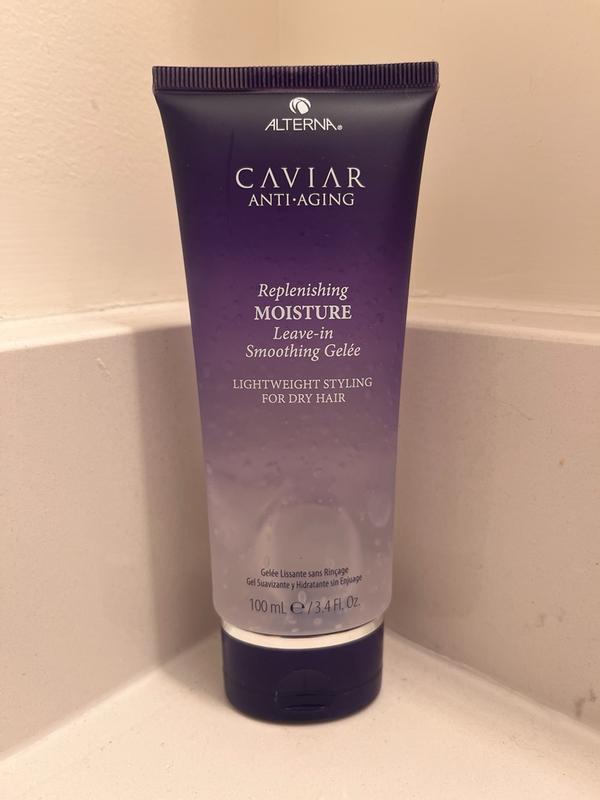 ALTERNA®
CAVIAR
ANTI·AGING
Replenishing
MOISTURE
Leave-in
Smoothing Gelée
LIGHTWEIGHT STYLING
FOR DRY HAIR
Gelée Lissante sans Rinçage
Gel Suavizante y Hidratante sin Enjuage
100 mL ℮ / 3.4 Fl. Oz.